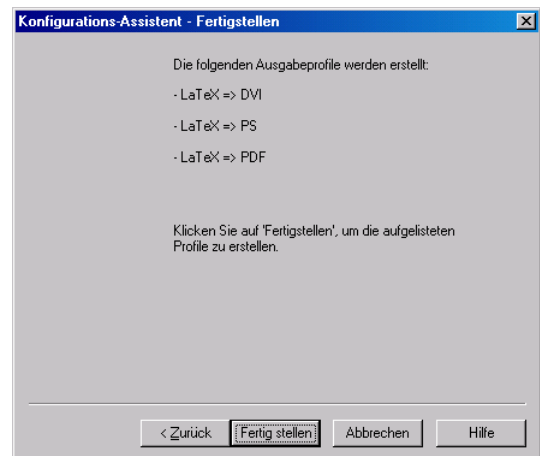 Konfigurations-Assistent - Fertigstellen
Die folgenden Ausgabeprofile werden erstellt:
- LaTeX => DVI
- LaTeX => PS
- LaTeX => PDF
Klicken Sie auf 'Fertigstellen', um die aufgelisteten
Profile zu erstellen.
< Zurück Fertig stellen Abbrechen Hilfe